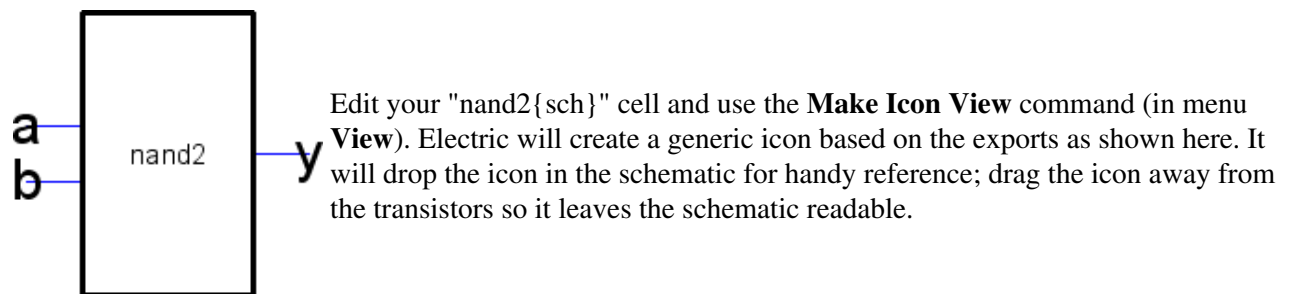 a
b
nand2
y
Edit your "nand2{sch}" cell and use the Make Icon View command (in menu
View). Electric will create a generic icon based on the exports as shown here. It
will drop the icon in the schematic for handy reference; drag the icon away from
the transistors so it leaves the schematic readable.